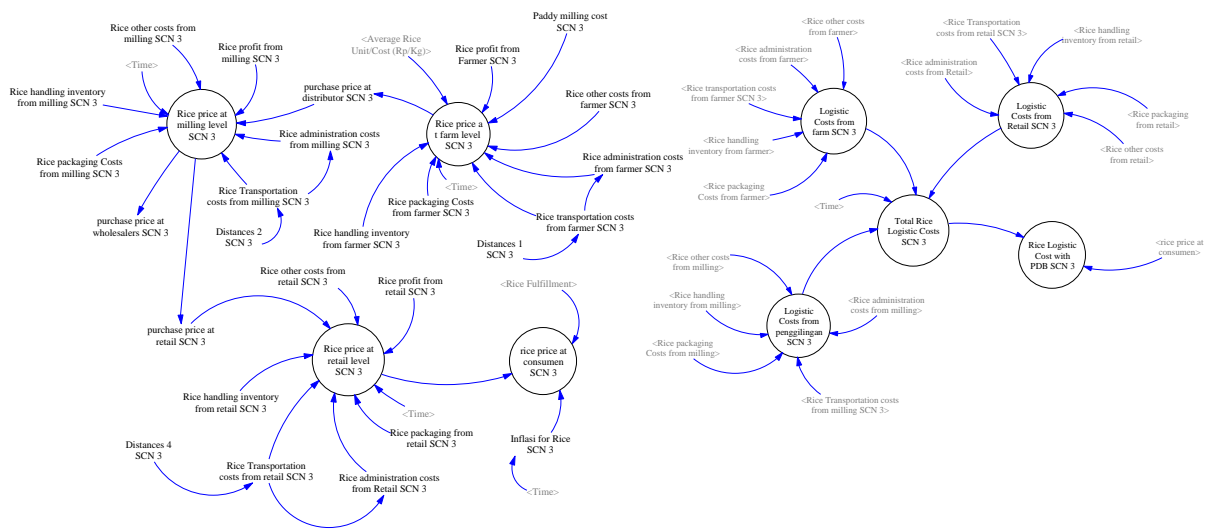 Rice other costs from
milling SCN 3
Rice profit from
milling SCN 3
<Time>
Rice handling inventory
from milling SCN 3
Rice price at
milling level
SCN 3
Rice packaging Costs
from milling SCN 3
Rice administration costs
from milling SCN 3
Rice Transportation
costs from milling SCN 3
Distances 2
SCN 3
purchase price at
wholesalers SCN 3
purchase price at
retail SCN 3
purchase price at
distributor SCN 3
<Average Rice
Unit/Cost (Rp/Kg)>
Rice profit from
Farmer SCN 3
Paddy milling cost
SCN 3
Rice other costs from
farmer SCN 3
Rice price a
t farm level
SCN 3
Rice administration costs
from farmer SCN 3
<Time>
Rice packaging Costs
from farmer SCN 3
Rice transportation costs
from farmer SCN 3
Rice handling inventory
from farmer SCN 3
Distances 1
SCN 3
Rice other costs from
retail SCN 3
Rice profit from
retail SCN 3
Rice price at
retail level
SCN 3
Rice handling inventory
from retail SCN 3
<Time>
Rice packaging from
retail SCN 3
Distances 4
SCN 3
Rice Transportation
costs from retail SCN 3
Rice administration costs
from Retail SCN 3
<Rice Fulfillment>
rice price at
consumen
SCN 3
Inflasi for Rice
SCN 3
<Time>
<Rice other costs
from farmer>
<Rice administration
costs from farmer>
<Rice transportation costs
from farmer SCN 3>
<Rice handling
inventory from farmer>
<Rice packaging
Costs from farmer>
Logistic
Costs from
farm SCN 3
<Rice Transportation
costs from retail SCN 3>
<Rice handling
inventory from retail>
<Rice administration
costs from Retail>
Logistic
Costs from
Retail SCN 3
<Rice packaging
from retail>
<Rice other costs
from retail>
<Time>
Total Rice
Logistic Costs
SCN 3
Rice Logistic
Cost with
PDB SCN 3
<rice price at
consumen>
<Rice other costs
from milling>
<Rice handling
inventory from milling>
<Rice packaging
Costs from milling>
Logistic
Costs from
penggilingan
SCN 3
<Rice administration
costs from milling>
<Rice Transportation costs
from milling SCN 3>